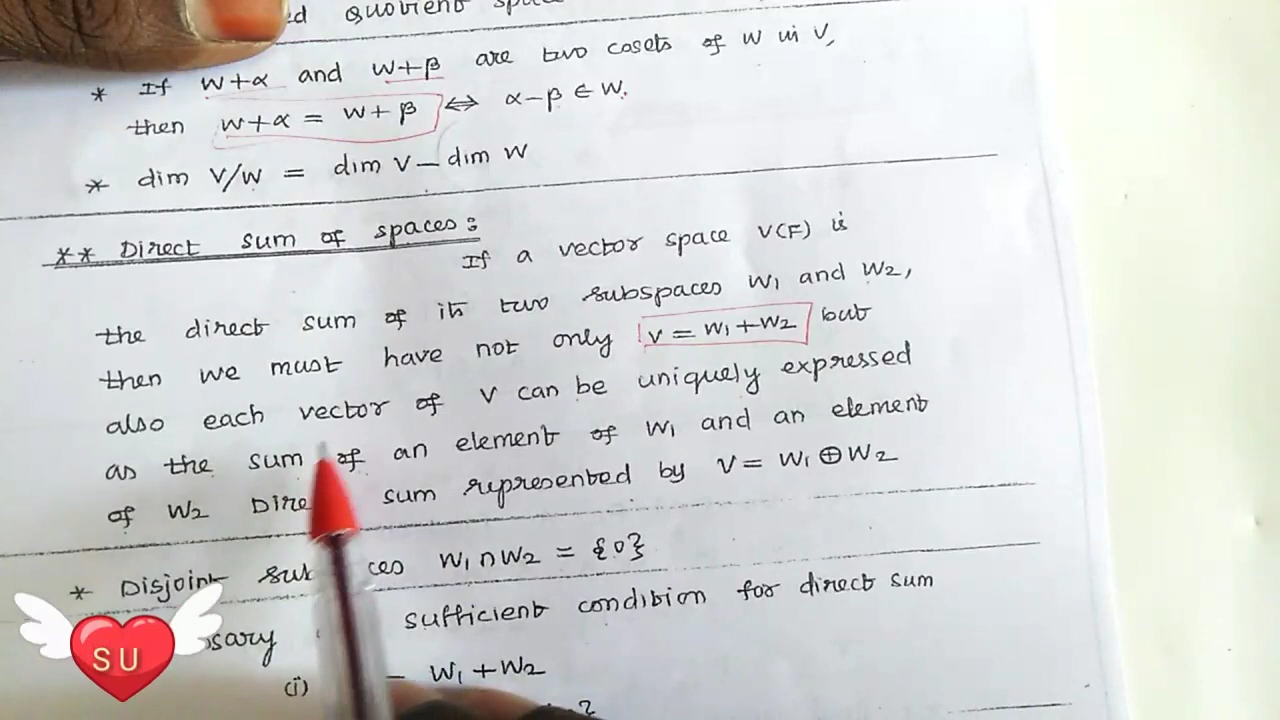 quotient
* If W+α and W+β are two cosets of W in V,
then W+α = W+β ⇔ α-β ∈ W.
* dim V/W = dim V - dim W
** Direct sum of spaces:
If a vector space V(F) is
the direct sum of its two subspaces W1 and W2,
then we must have not only V = W1 + W2 but
also each vector of V can be uniquely expressed
as the sum of an element of W1 and an element
of W2 Dire sum represented by V = W1 ⊕ W2
* Disjoint W1 ∩ W2 = {0}
sufficient condition for direct sum
(i) W1 + W2
SU